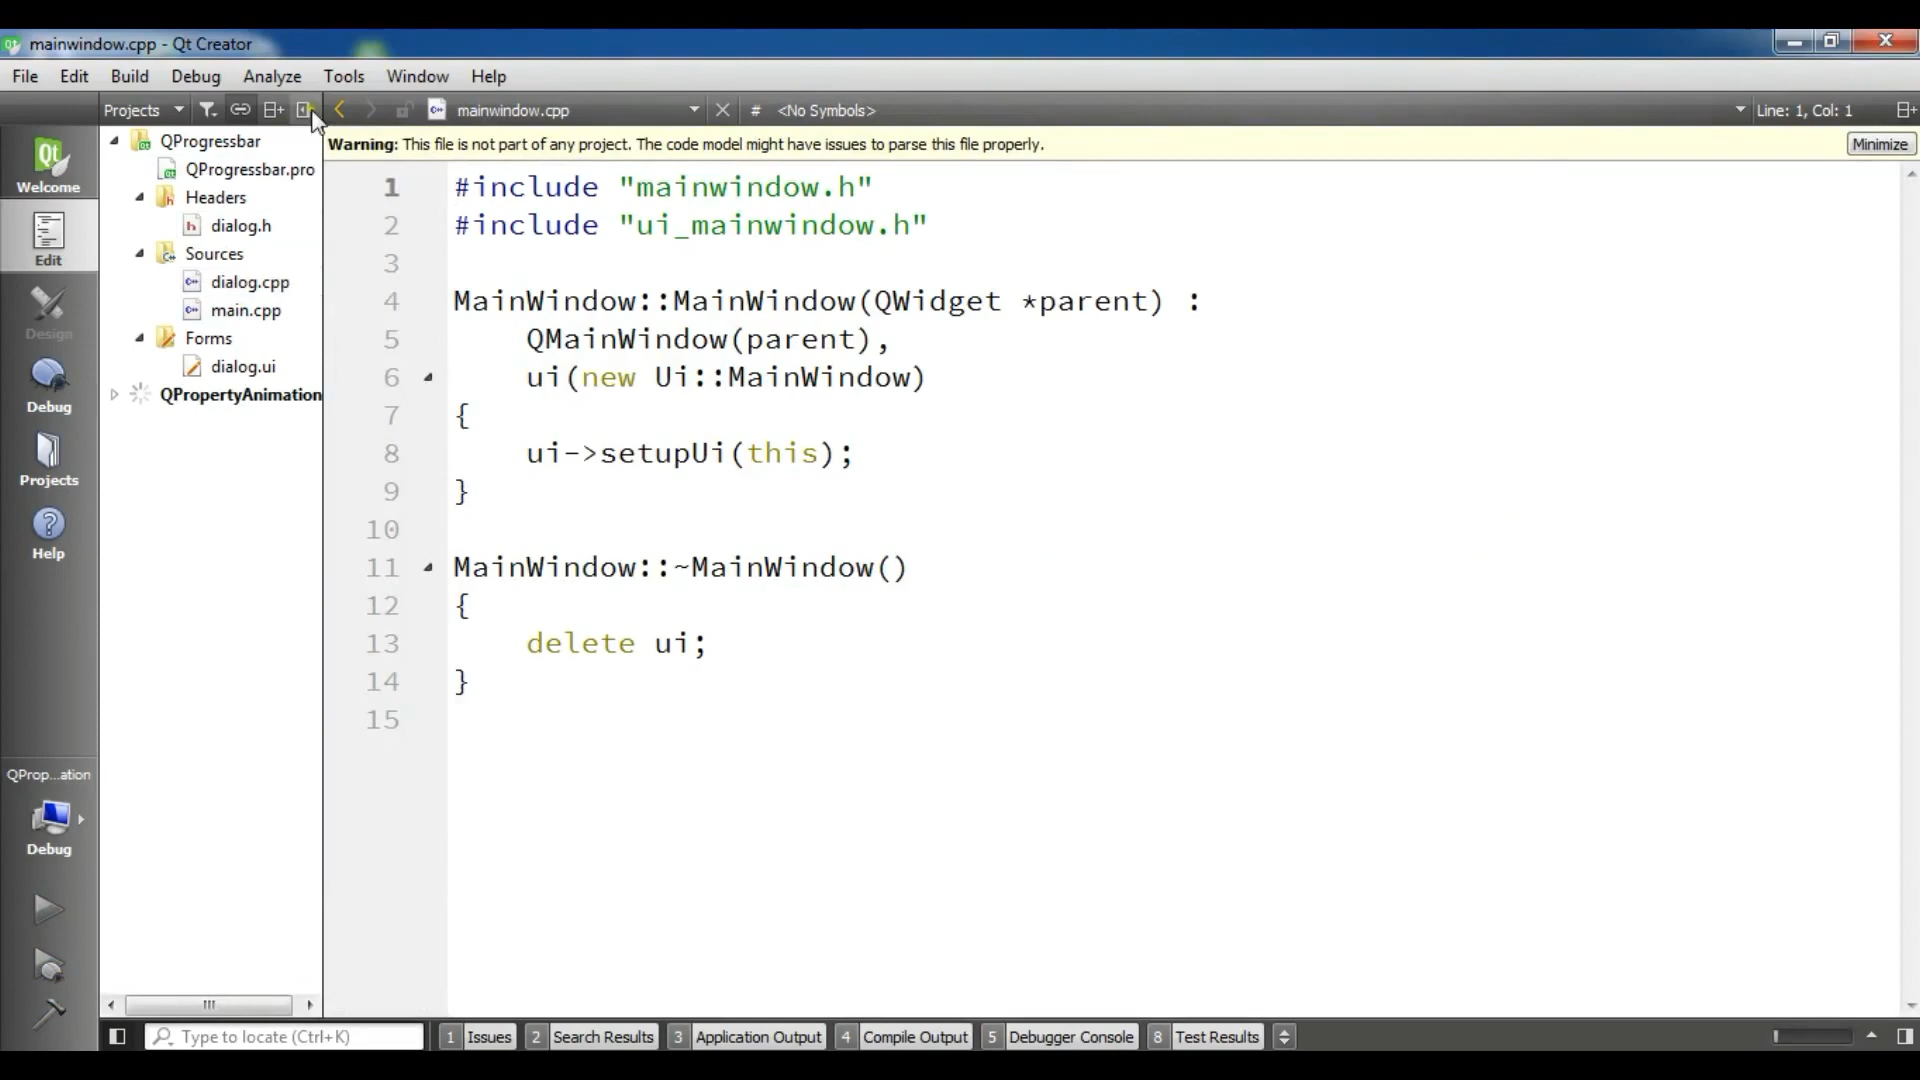 mainwindow.cpp - Qt Creator
File Edit Build Debug Analyze Tools Window Help
Projects mainwindow.cpp # <No Symbols> Line: 1, Col: 1
Warning: This file is not part of any project. The code model might have issues to parse this file properly. Minimize
Welcome
Edit
Design
Debug
Projects
Help
QProp...ation
Debug
QProgressbar
QProgressbar.pro
Headers
dialog.h
Sources
dialog.cpp
main.cpp
Forms
dialog.ui
QPropertyAnimation
1 #include "mainwindow.h"
2 #include "ui_mainwindow.h"
3
4 MainWindow::MainWindow(QWidget *parent) :
5 QMainWindow(parent),
6 ui(new Ui::MainWindow)
7 {
8 ui->setupUi(this);
9 }
10
11 MainWindow::~MainWindow()
12 {
13 delete ui;
14 }
15
Type to locate (Ctrl+K) 1 Issues 2 Search Results 3 Application Output 4 Compile Output 5 Debugger Console 8 Test Results